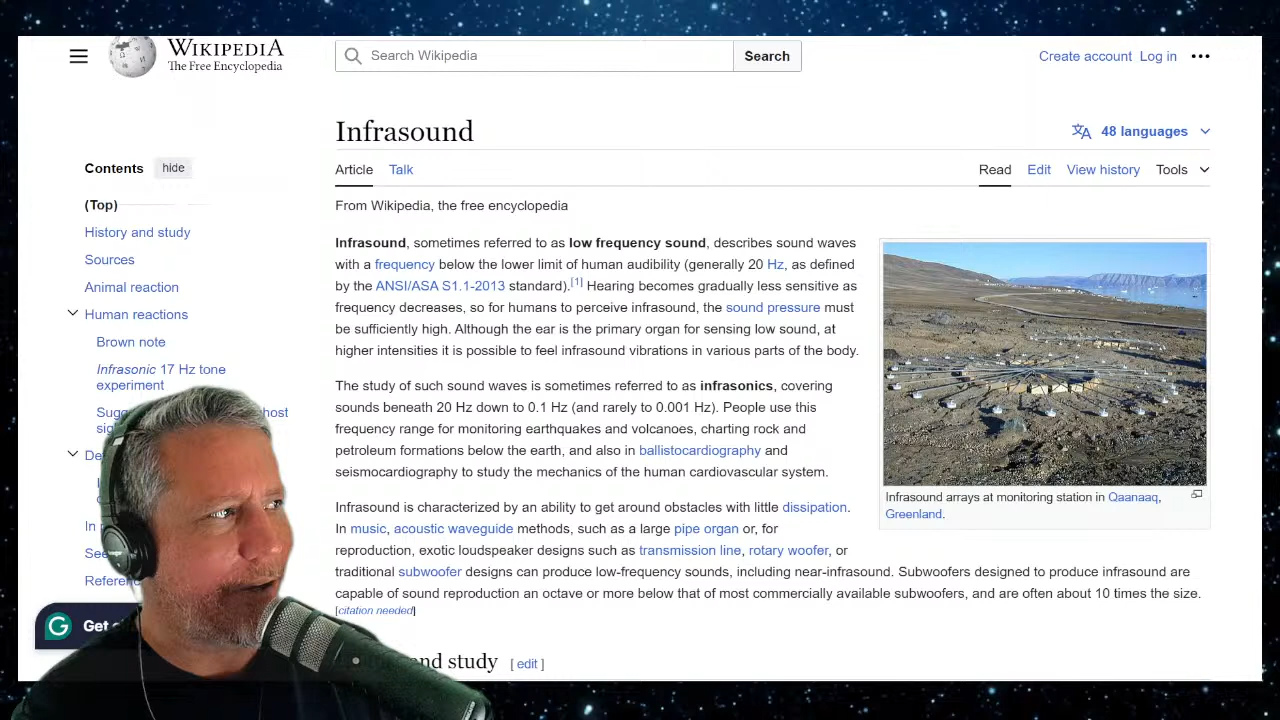 WIKIPEDIA
The Free Encyclopedia
Search Wikipedia
Search
Create account Log in
Contents hide
(Top)
History and study
Sources
Animal reaction
Human reactions
Brown note
Infrasonic 17 Hz tone
experiment
host
Infrasound
48 languages
Article Talk
Read Edit View history Tools
From Wikipedia, the free encyclopedia
Infrasound, sometimes referred to as low frequency sound, describes sound waves
with a frequency below the lower limit of human audibility (generally 20 Hz, as defined
by the ANSI/ASA S1.1-2013 standard).[1] Hearing becomes gradually less sensitive as
frequency decreases, so for humans to perceive infrasound, the sound pressure must
be sufficiently high. Although the ear is the primary organ for sensing low sound, at
higher intensities it is possible to feel infrasound vibrations in various parts of the body.
The study of such sound waves is sometimes referred to as infrasonics, covering
sounds beneath 20 Hz down to 0.1 Hz (and rarely to 0.001 Hz). People use this
frequency range for monitoring earthquakes and volcanoes, charting rock and
petroleum formations below the earth, and also in ballistocardiography and
seismocardiography to study the mechanics of the human cardiovascular system.
Infrasound is characterized by an ability to get around obstacles with little dissipation.
In music, acoustic waveguide methods, such as a large pipe organ or, for
reproduction, exotic loudspeaker designs such as transmission line, rotary woofer, or
traditional subwoofer designs can produce low-frequency sounds, including near-infrasound. Subwoofers designed to produce infrasound are
capable of sound reproduction an octave or more below that of most commercially available subwoofers, and are often about 10 times the size.
[citation needed]
Infrasound arrays at monitoring station in Qaanaaq,
Greenland.
and study [ edit ]
Get